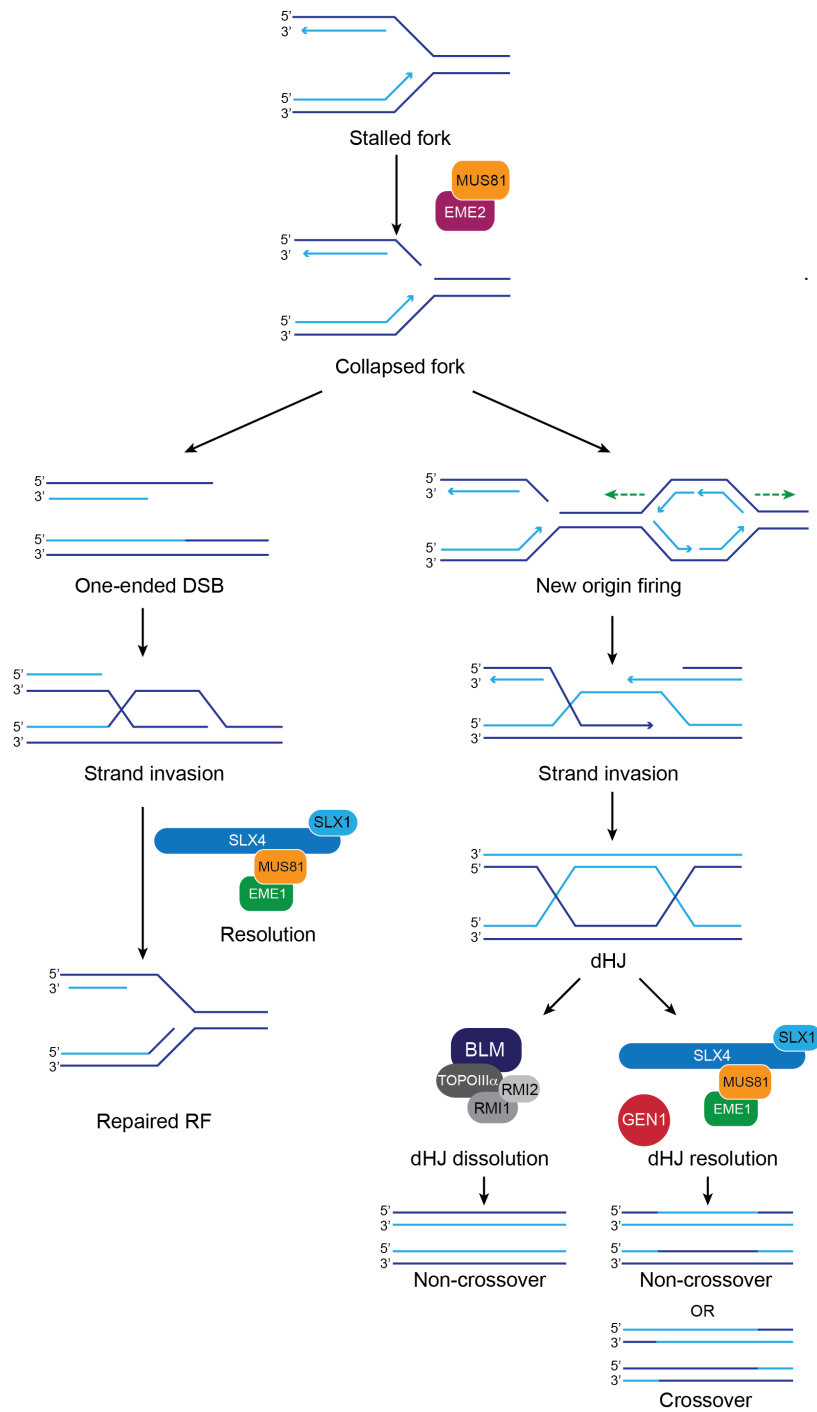 5'
3'
5'
3'
Stalled fork
MUS81
EME2
5'
3'
5'
3'
Collapsed fork
5'
3'
5'
3'
One-ended DSB
5'
3'
5'
3'
New origin firing
5'
3'
5'
3'
Strand invasion
5'
3'
5'
3'
Strand invasion
SLX1
SLX4
MUS81
EME1
Resolution
3'
5'
5'
3'
dHJ
5'
3'
5'
3'
Repaired RF
BLM
TOPOIIIα
RMI2
RMI1
dHJ dissolution
SLX1
SLX4
MUS81
EME1
GEN1
dHJ resolution
5'
3'
5'
3'
Non-crossover
5'
3'
5'
3'
Non-crossover
OR
5'
3'
5'
3'
Crossover